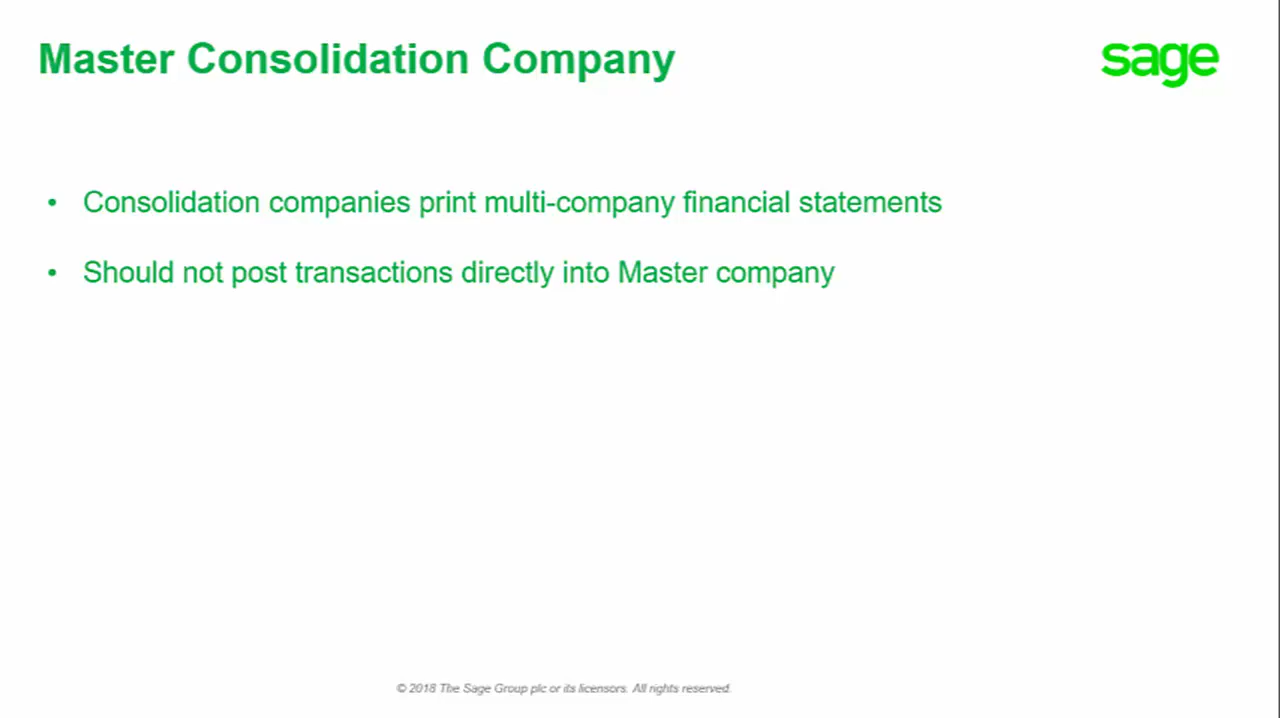 Master Consolidation Company
sage
• Consolidation companies print multi-company financial statements
• Should not post transactions directly into Master company
© 2018 The Sage Group plc or its licensors. All rights reserved.